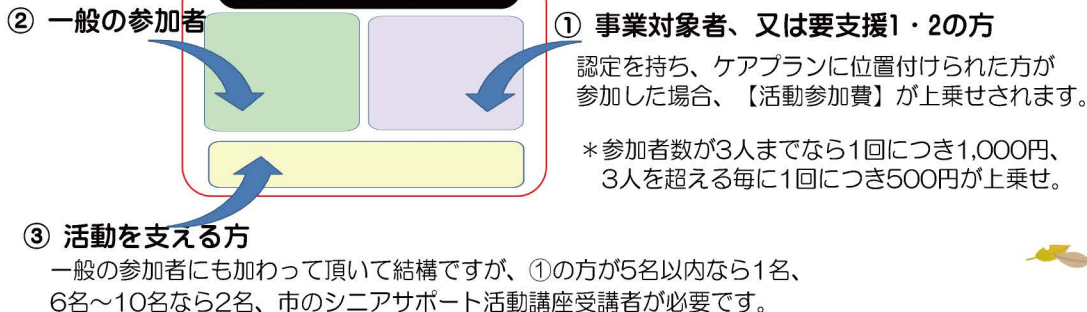 ② 一般の参加者
① 事業対象者、又は要支援1・2の方
認定を持ち、ケアプランに位置付けられた方が
参加した場合、【活動参加費】が上乗せされます。
＊参加者数が3人までなら1回につき1,000円、
3人を超える毎に1回につき500円が上乗せ。
③ 活動を支える方
一般の参加者にも加わって頂いて結構ですが、①の方が5名以内なら1名、
6名～10名なら2名、市のシニアサポート活動講座受講者が必要です。